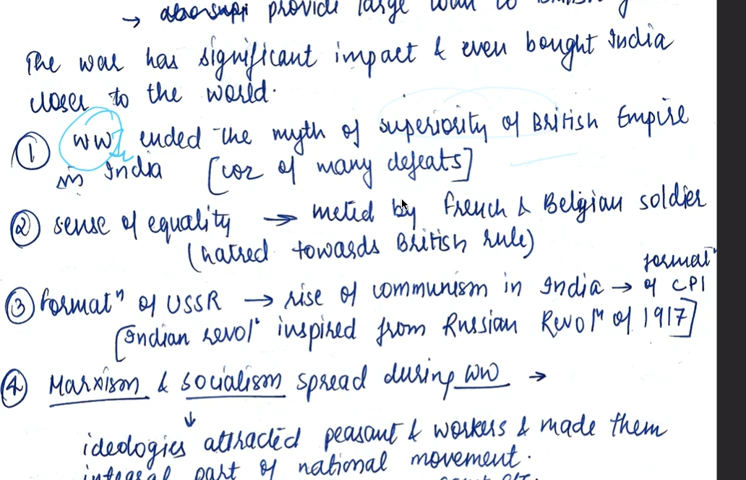 → provide large
The war has significant impact & even bought India
closer to the world.
① WW1 ended the myth of superiority of British Empire
in India [coz of many defeats]
② sense of equality → meted by French & Belgian soldier
(hatred towards British rule)
③ Formatⁿ of USSR → rise of communism in India → formatⁿ of CPI
[Indian revolⁿ inspired from Russian Revolⁿ of 1917]
④ Marxism & socialism spread during WW →
↓
ideologies attracted peasant & workers & made them
integral part of national movement.